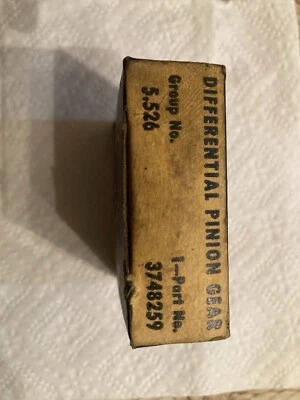 DIFFERENTIAL PINION GEAR
Group No. 1—Part No.
5.526 3748259